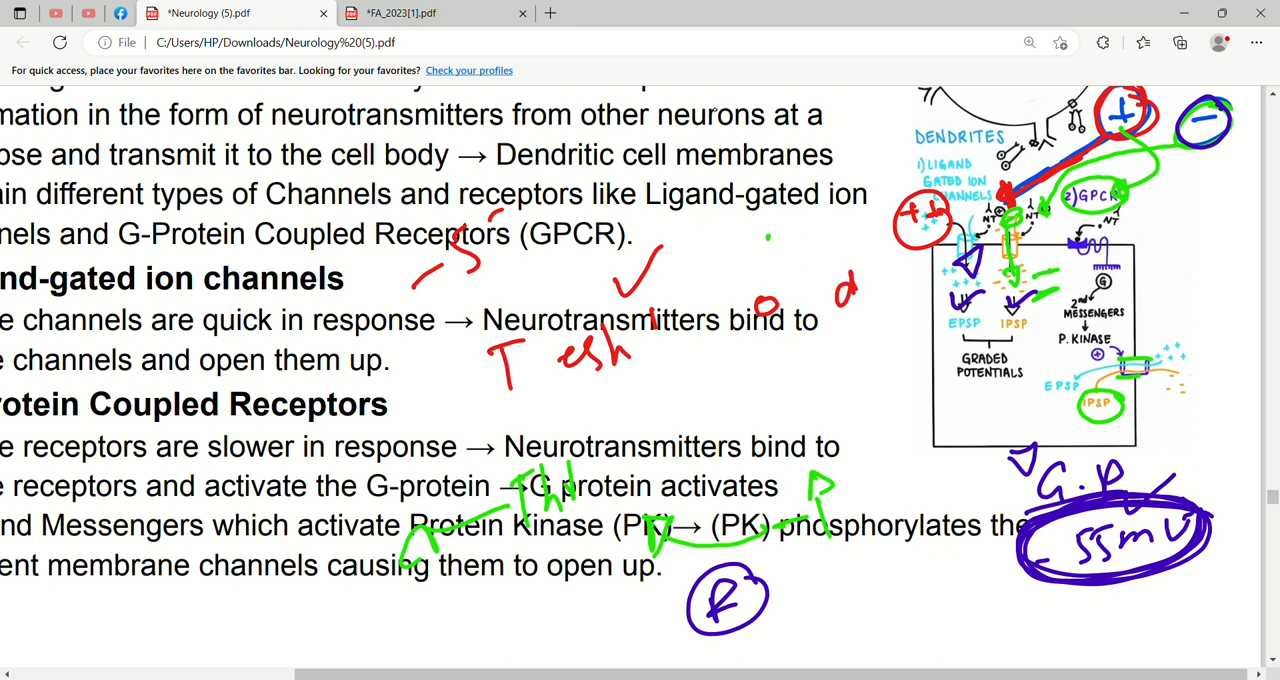 *Neurology (5).pdf
*FA_2023[1].pdf
File
C:/Users/HP/Downloads/Neurology%20(5).pdf
For quick access, place your favorites here on the favorites bar. Looking for your favorites? Check your profiles
mation in the form of neurotransmitters from other neurons at a
pse and transmit it to the cell body → Dendritic cell membranes
ain different types of Channels and receptors like Ligand-gated ion
nels and G-Protein Coupled Receptors (GPCR).
nd-gated ion channels
e channels are quick in response → Neurotransmitters bind to
e channels and open them up.
rotein Coupled Receptors
e receptors are slower in response → Neurotransmitters bind to
e receptors and activate the G-protein → G protein activates
nd Messengers which activate Protein Kinase (PK) → (PK) phosphorylates the
ent membrane channels causing them to open up.
DENDRITES
1) LIGAND
GATED ION
CHANNELS
2) GPCR
NT
NT
NT
+
−
++
EPSP
IPSP
GRADED
POTENTIALS
G
2nd
MESSENGERS
P. KINASE
+
EPSP
IPSP
G.P
- 55mV